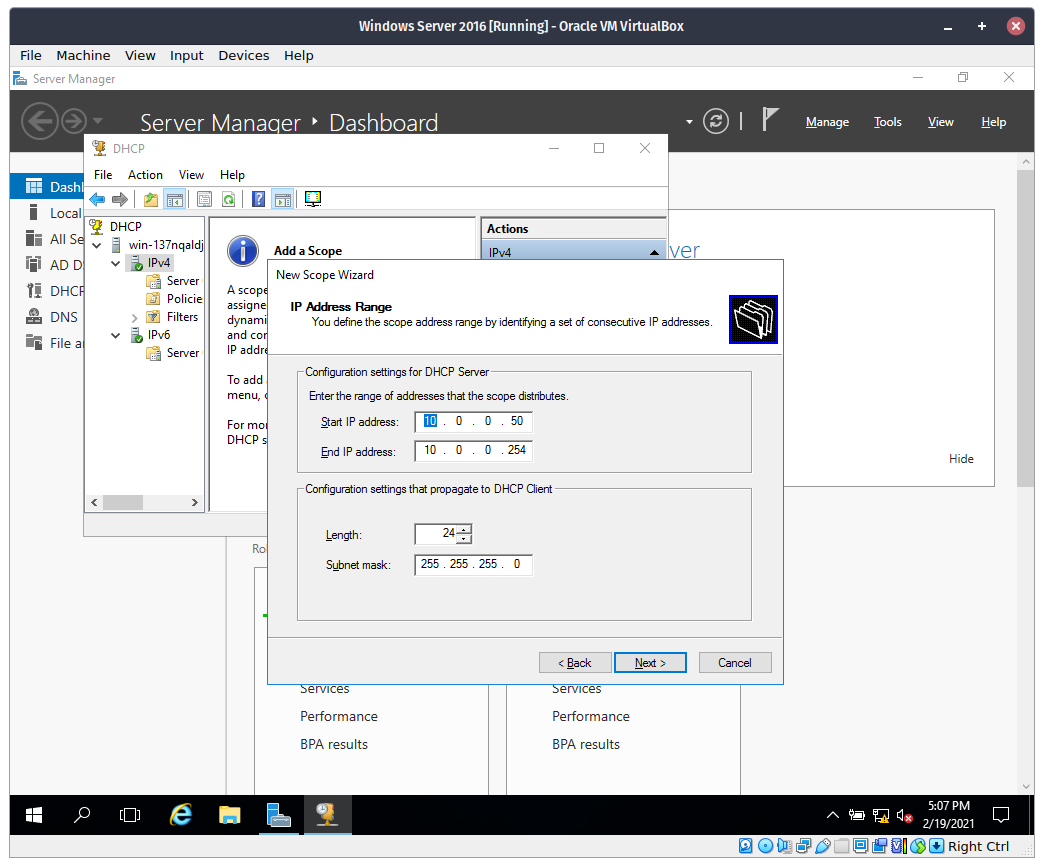 Windows Server 2016 [Running] - Oracle VM VirtualBox
File Machine View Input Devices Help
Server Manager
Server Manager • Dashboard
Manage Tools View Help
DHCP
File Action View Help
Dashl
Local
All Se
AD D
DHCP
DNS
File a
DHCP
win-137nqaldj
IPv4
Server
Policie
Filters
IPv6
Server
Add a Scope
A scope
assigne
dynami
and con
IP addre
To add
menu, c
For mor
DHCP s
Actions
IPv4
ver
Hide
New Scope Wizard
IP Address Range
You define the scope address range by identifying a set of consecutive IP addresses.
Configuration settings for DHCP Server
Enter the range of addresses that the scope distributes.
Start IP address: 10 . 0 . 0 . 50
End IP address: 10 . 0 . 0 . 254
Configuration settings that propagate to DHCP Client
Length: 24
Subnet mask: 255 . 255 . 255 . 0
< Back Next > Cancel
Rol
Services
Performance
BPA results
Services
Performance
BPA results
5:07 PM
2/19/2021
Right Ctrl